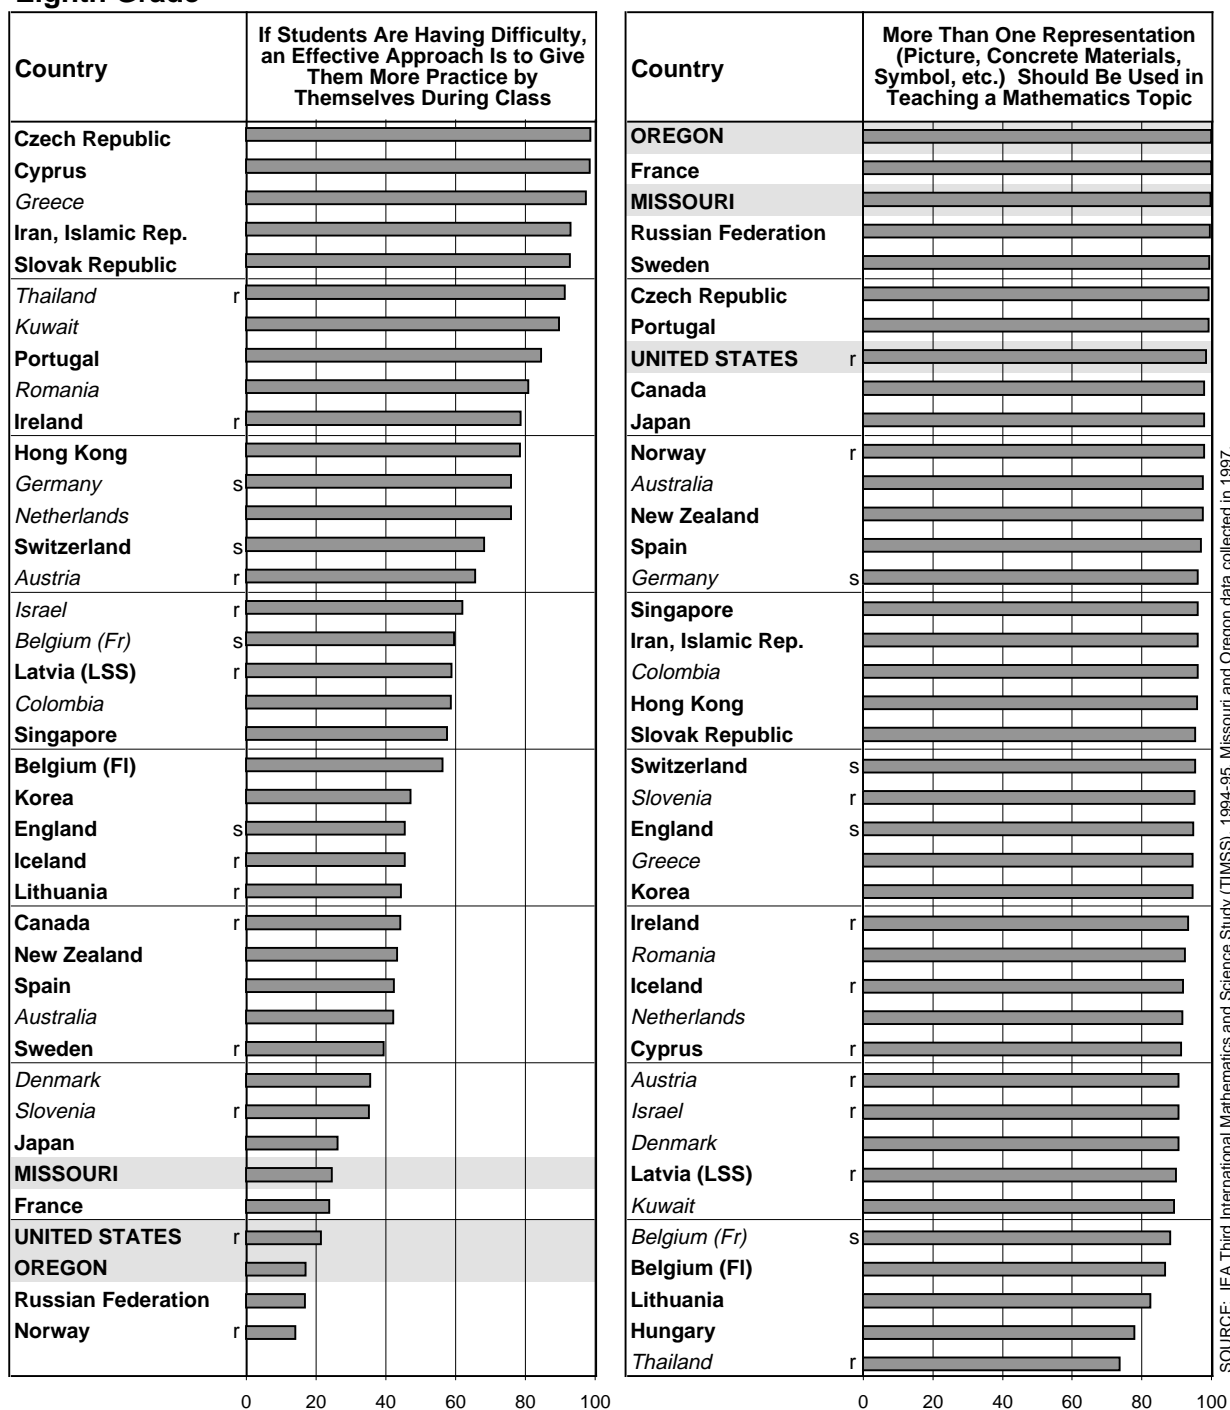 Eighth Grade
Country
If Students Are Having Difficulty,
an Effective Approach Is to Give
Them More Practice by
Themselves During Class
Czech Republic
Cyprus
Greece
Iran, Islamic Rep.
Slovak Republic
Thailand r
Kuwait
Portugal
Romania
Ireland r
Hong Kong
Germany s
Netherlands
Switzerland s
Austria r
Israel r
Belgium (Fr) s
Latvia (LSS) r
Colombia
Singapore
Belgium (Fl)
Korea
England s
Iceland r
Lithuania r
Canada r
New Zealand
Spain
Australia
Sweden r
Denmark
Slovenia r
Japan
MISSOURI
France
UNITED STATES r
OREGON
Russian Federation
Norway r
0 20 40 60 80 100
Country
More Than One Representation
(Picture, Concrete Materials,
Symbol, etc.) Should Be Used in
Teaching a Mathematics Topic
OREGON
France
MISSOURI
Russian Federation
Sweden
Czech Republic
Portugal
UNITED STATES r
Canada
Japan
Norway r
Australia
New Zealand
Spain
Germany s
Singapore
Iran, Islamic Rep.
Colombia
Hong Kong
Slovak Republic
Switzerland s
Slovenia r
England s
Greece
Korea
Ireland r
Romania
Iceland r
Netherlands
Cyprus r
Austria r
Israel r
Denmark
Latvia (LSS) r
Kuwait
Belgium (Fr) s
Belgium (Fl)
Lithuania
Hungary
Thailand r
0 20 40 60 80 100
SOURCE: IEA Third International Mathematics and Science Study (TIMSS), 1994-95. Missouri and Oregon data collected in 1997.